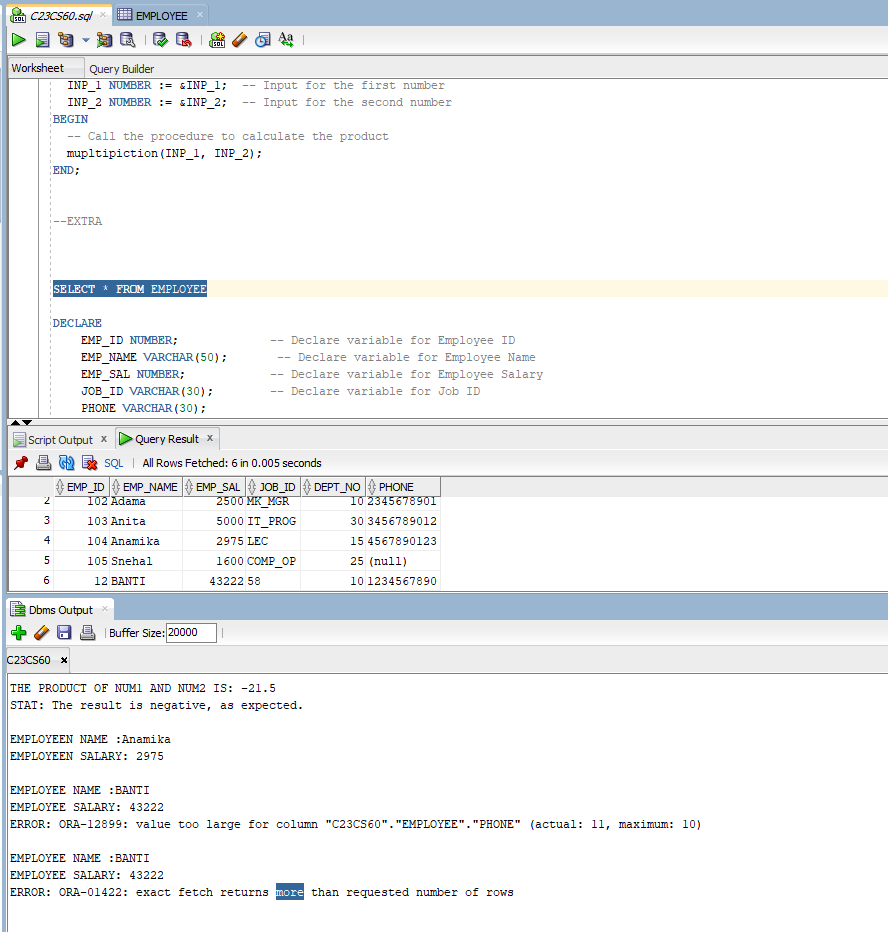 C23CS60.sql × EMPLOYEE ×
SQL Aa
Worksheet Query Builder
INP_1 NUMBER := &INP_1;  -- Input for the first number
INP_2 NUMBER := &INP_2;  -- Input for the second number
BEGIN
-- Call the procedure to calculate the product
mupltipiction(INP_1, INP_2);
END;
--EXTRA
SELECT * FROM EMPLOYEE
DECLARE
EMP_ID NUMBER;             -- Declare variable for Employee ID
EMP_NAME VARCHAR(50);       -- Declare variable for Employee Name
EMP_SAL NUMBER;            -- Declare variable for Employee Salary
JOB_ID VARCHAR(30);        -- Declare variable for Job ID
PHONE VARCHAR(30);
Script Output × Query Result ×
SQL | All Rows Fetched: 6 in 0.005 seconds
EMP_ID EMP_NAME EMP_SAL JOB_ID DEPT_NO PHONE
2 102 Adama 2500 MK_MGR 10 2345678901
3 103 Anita 5000 IT_PROG 30 3456789012
4 104 Anamika 2975 LEC 15 4567890123
5 105 Snehal 1600 COMP_OP 25 (null)
6 12 BANTI 43222 58 10 1234567890
Dbms Output ×
Buffer Size: 20000
C23CS60 ×
THE PRODUCT OF NUM1 AND NUM2 IS: -21.5
STAT: The result is negative, as expected.
EMPLOYEEN NAME :Anamika
EMPLOYEEN SALARY: 2975
EMPLOYEE NAME :BANTI
EMPLOYEE SALARY: 43222
ERROR: ORA-12899: value too large for column "C23CS60"."EMPLOYEE"."PHONE" (actual: 11, maximum: 10)
EMPLOYEE NAME :BANTI
EMPLOYEE SALARY: 43222
ERROR: ORA-01422: exact fetch returns more than requested number of rows